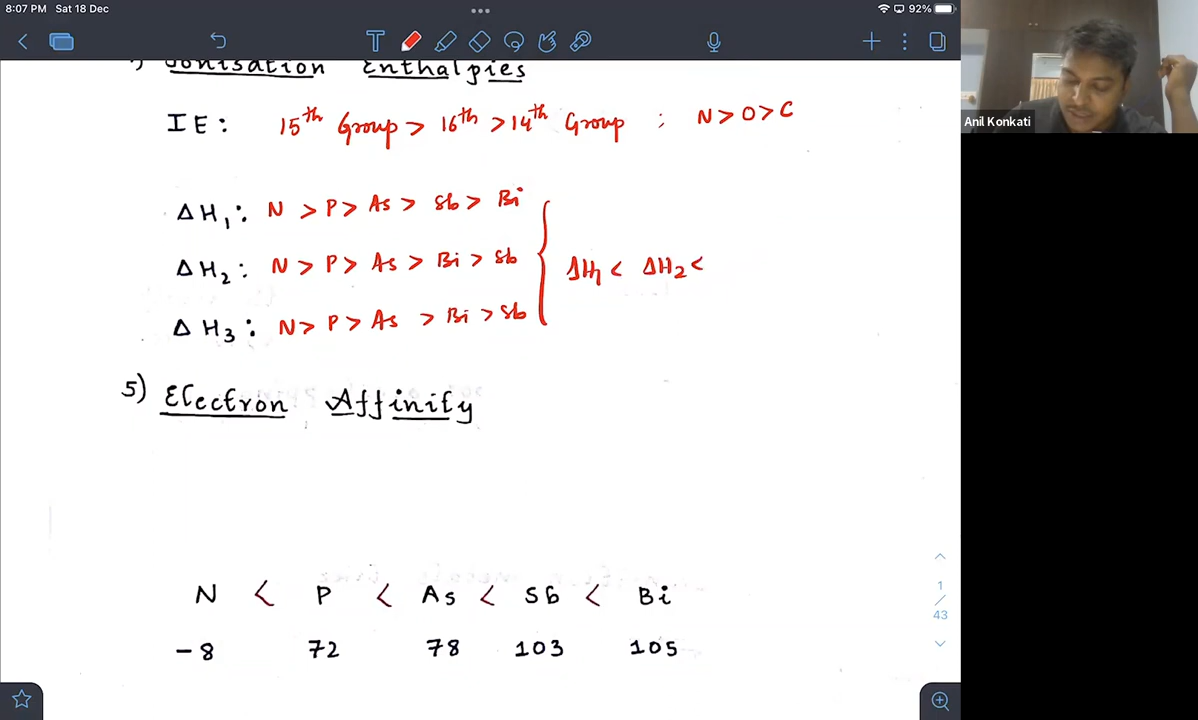 8:07 PM Sat 18 Dec
92%
Ionisation Enthalpies
IE: 15th Group > 16th > 14th Group ; N > O > C
ΔH1: N > P > As > Sb > Bi
ΔH2: N > P > As > Bi > Sb
ΔH1 < ΔH2 <
ΔH3: N > P > As > Bi > Sb
5) Electron Affinity
N < P < As < Sb < Bi
-8 72 78 103 105
1
/
43
Anil Konkati